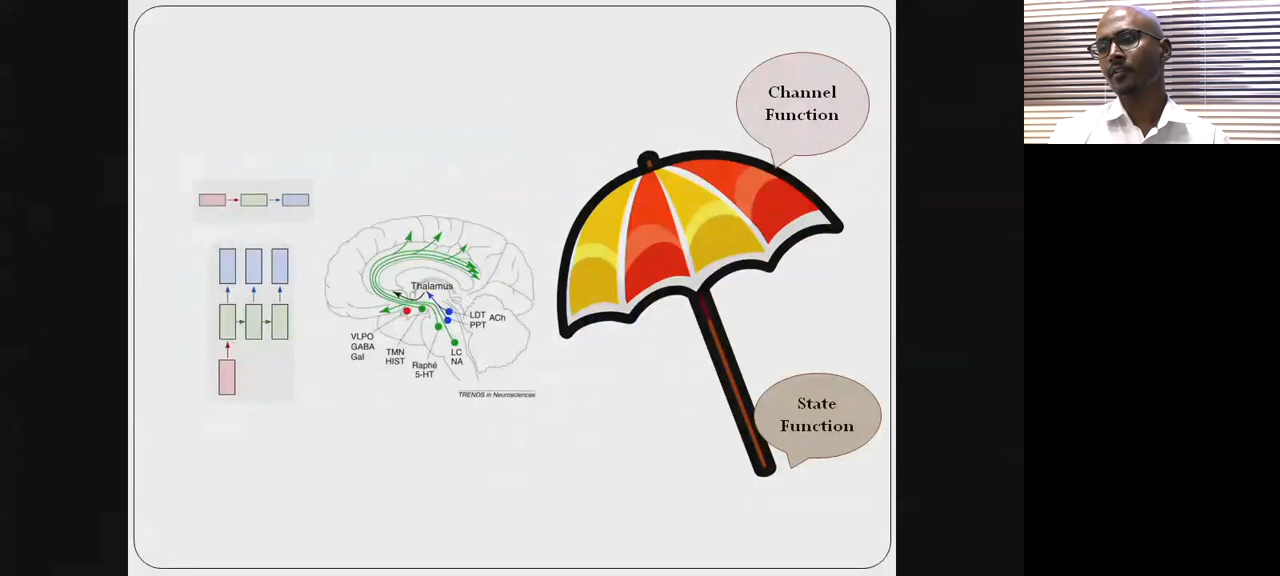 Channel
Function
Thalamus
LDT
PPT
ACh
VLPO
GABA
Gal
TMN
HIST
Raphé
5-HT
LC
NA
TRENDS in Neurosciences
State
Function